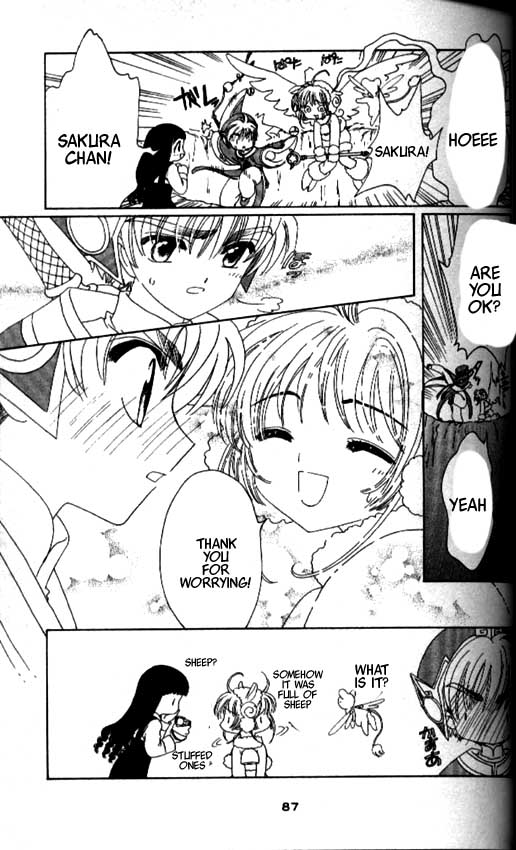 HOEEE
SAKURA!
SAKURA
CHAN!
ARE
YOU
OK?
YEAH
THANK
YOU
FOR
WORRYING!
WHAT
IS IT?
SOMEHOW
IT WAS
FULL OF
SHEEP
SHEEP?
STUFFED
ONES
87